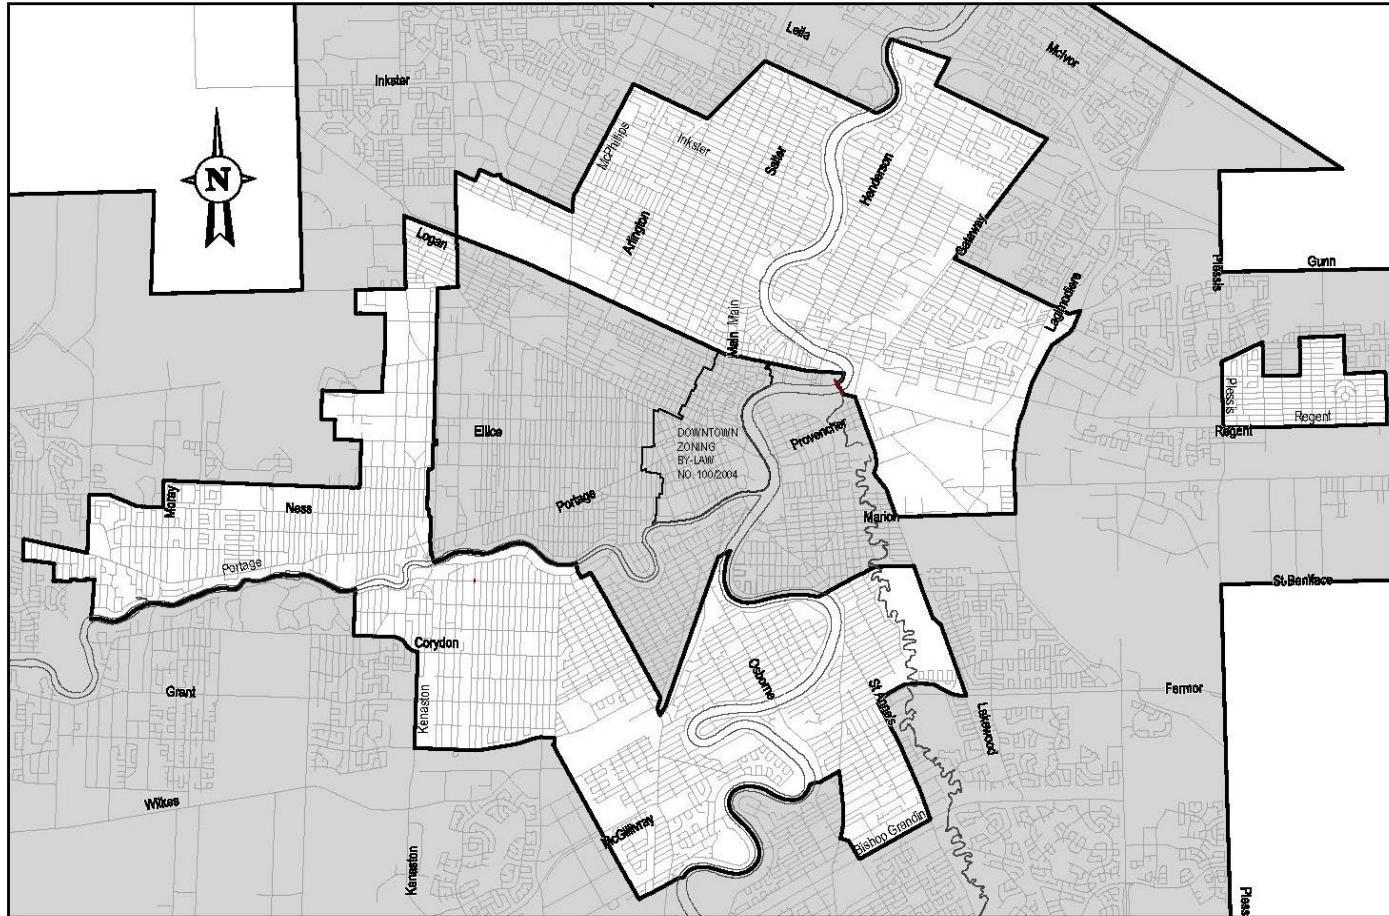 Leila
McIvor
Inkster
McPhillips
Inkster
Salter
Henderson
Arlington
Gateway
Logan
N
Plessis
Gunn
Lagimodiere
Main
Main
Plessis
Regent
Regent
Ellice
DOWNTOWN
ZONING
BY-LAW
NO. 100/2004
Provencher
Portage
Moray
Ness
Marion
Portage
St Boniface
Corydon
Osborne
Grant
St Anne's
Fermor
Kenaston
Lakewood
Wilkes
McGillivray
Bishop Grandin
Kenaston
Pless